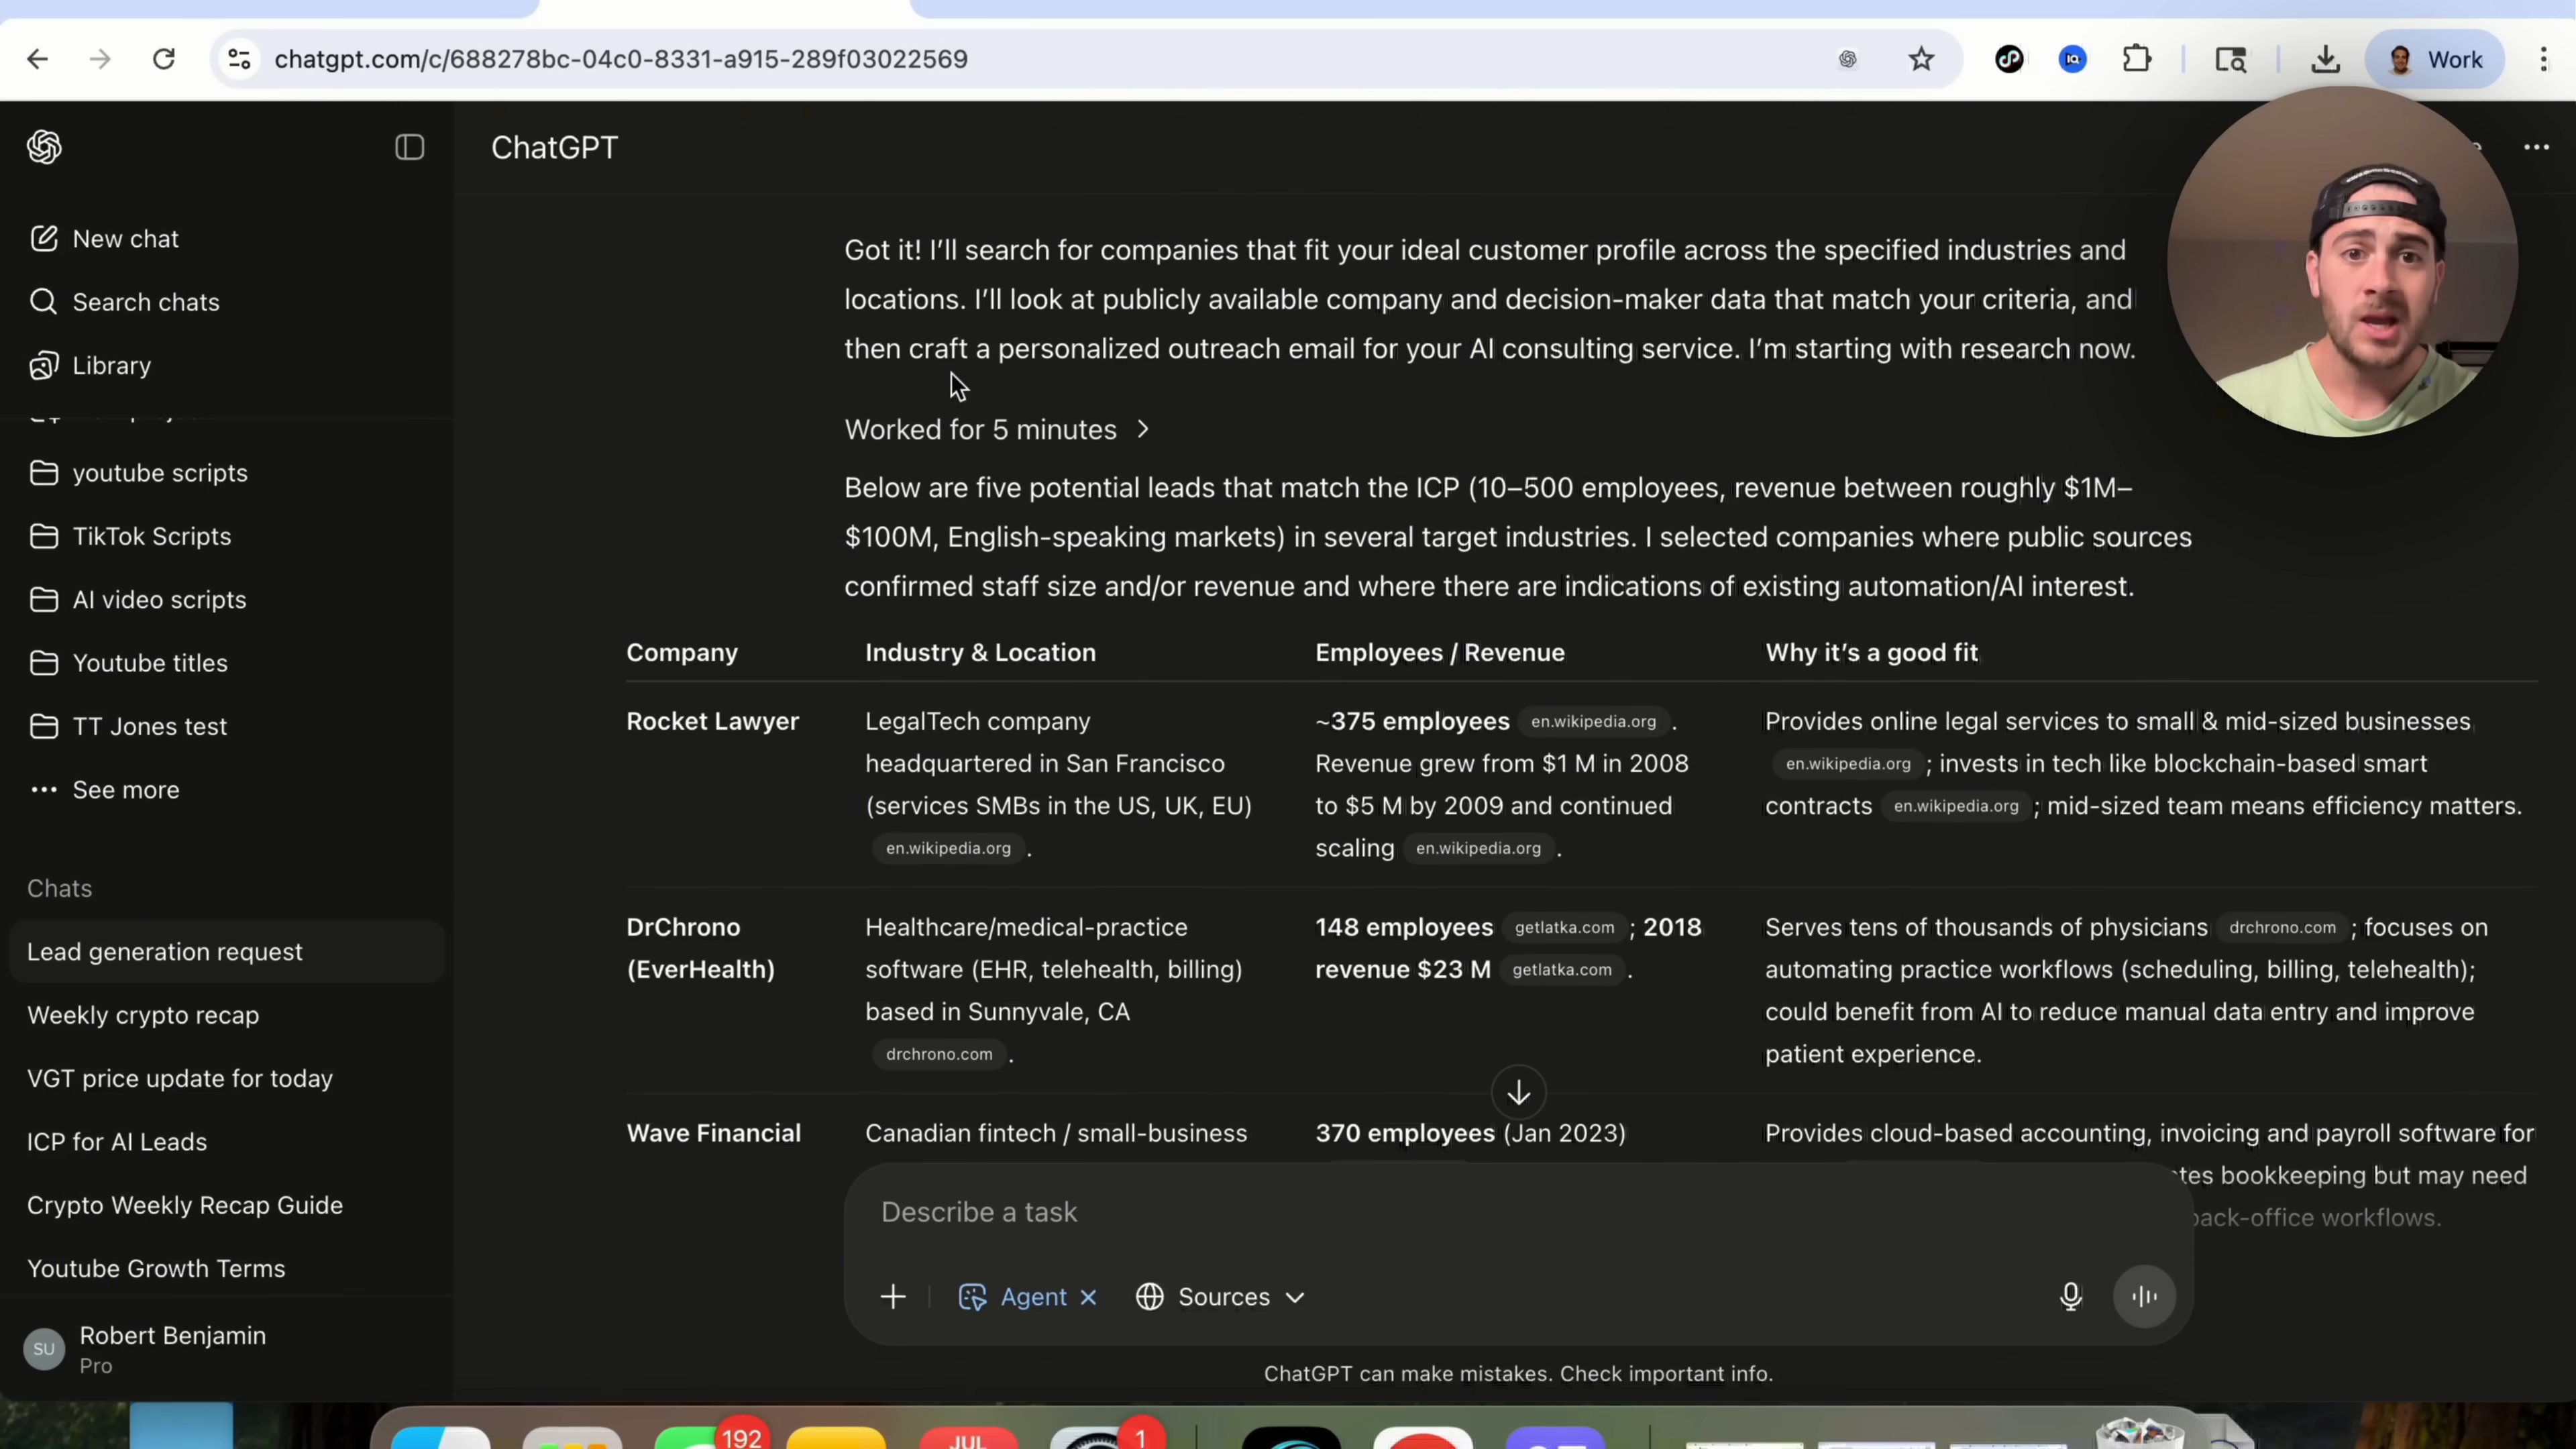 chatgpt.com/c/688278bc-04c0-8331-a915-289f03022569
Work
ChatGPT
New chat
Search chats
Library
youtube scripts
TikTok Scripts
AI video scripts
Youtube titles
TT Jones test
See more
Chats
Lead generation request
Weekly crypto recap
VGT price update for today
ICP for AI Leads
Crypto Weekly Recap Guide
Youtube Growth Terms
SU
Robert Benjamin
Pro
Got it! I'll search for companies that fit your ideal customer profile across the specified industries and
locations. I'll look at publicly available company and decision-maker data that match your criteria, and
then craft a personalized outreach email for your AI consulting service. I'm starting with research now.
Worked for 5 minutes
Below are five potential leads that match the ICP (10–500 employees, revenue between roughly $1M–
$100M, English-speaking markets) in several target industries. I selected companies where public sources
confirmed staff size and/or revenue and where there are indications of existing automation/AI interest.
Company
Industry & Location
Employees / Revenue
Why it's a good fit
Rocket Lawyer
LegalTech company
headquartered in San Francisco
(services SMBs in the US, UK, EU)
en.wikipedia.org .
~375 employees en.wikipedia.org .
Revenue grew from $1 M in 2008
to $5 M by 2009 and continued
scaling en.wikipedia.org .
Provides online legal services to small & mid-sized businesses
en.wikipedia.org ; invests in tech like blockchain-based smart
contracts en.wikipedia.org ; mid-sized team means efficiency matters.
DrChrono
(EverHealth)
Healthcare/medical-practice
software (EHR, telehealth, billing)
based in Sunnyvale, CA
drchrono.com .
148 employees getlatka.com ; 2018
revenue $23 M getlatka.com .
Serves tens of thousands of physicians drchrono.com ; focuses on
automating practice workflows (scheduling, billing, telehealth);
could benefit from AI to reduce manual data entry and improve
patient experience.
Wave Financial
Canadian fintech / small-business
370 employees (Jan 2023)
Provides cloud-based accounting, invoicing and payroll software for
bookkeeping but may need
workflows.
Describe a task
Agent
Sources
ChatGPT can make mistakes. Check important info.
192
JUL
1